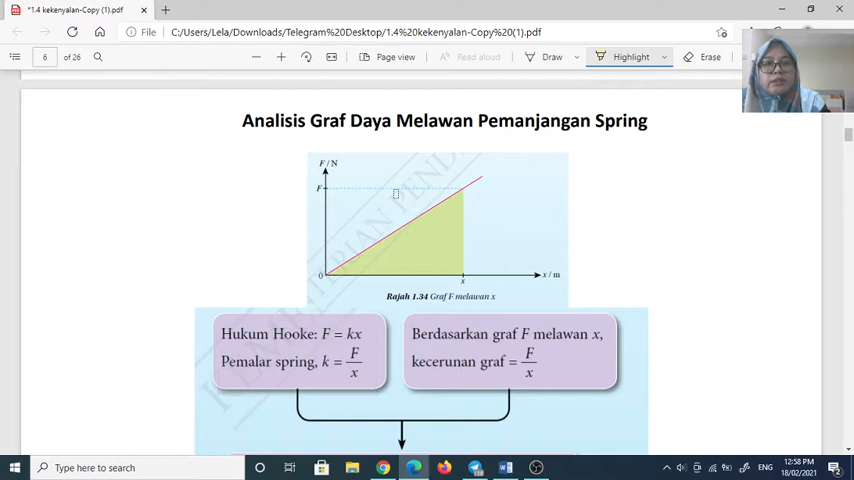 *1.4 kekenyalan-Copy (1).pdf
File C:/Users/Lela/Downloads/Telegram%20Desktop/1.4%20kekenyalan-Copy%20(1).pdf
6 of 26 Page view Read aloud Draw Highlight Erase
Analisis Graf Daya Melawan Pemanjangan Spring
F / N
F
0
x
x / m
Rajah 1.34 Graf F melawan x
KEMENTERIAN PEND
Hukum Hooke: F = kx
Pemalar spring, k = F/x
Berdasarkan graf F melawan x,
kecerunan graf = F/x
Type here to search
ENG
12:58 PM
18/02/2021
2